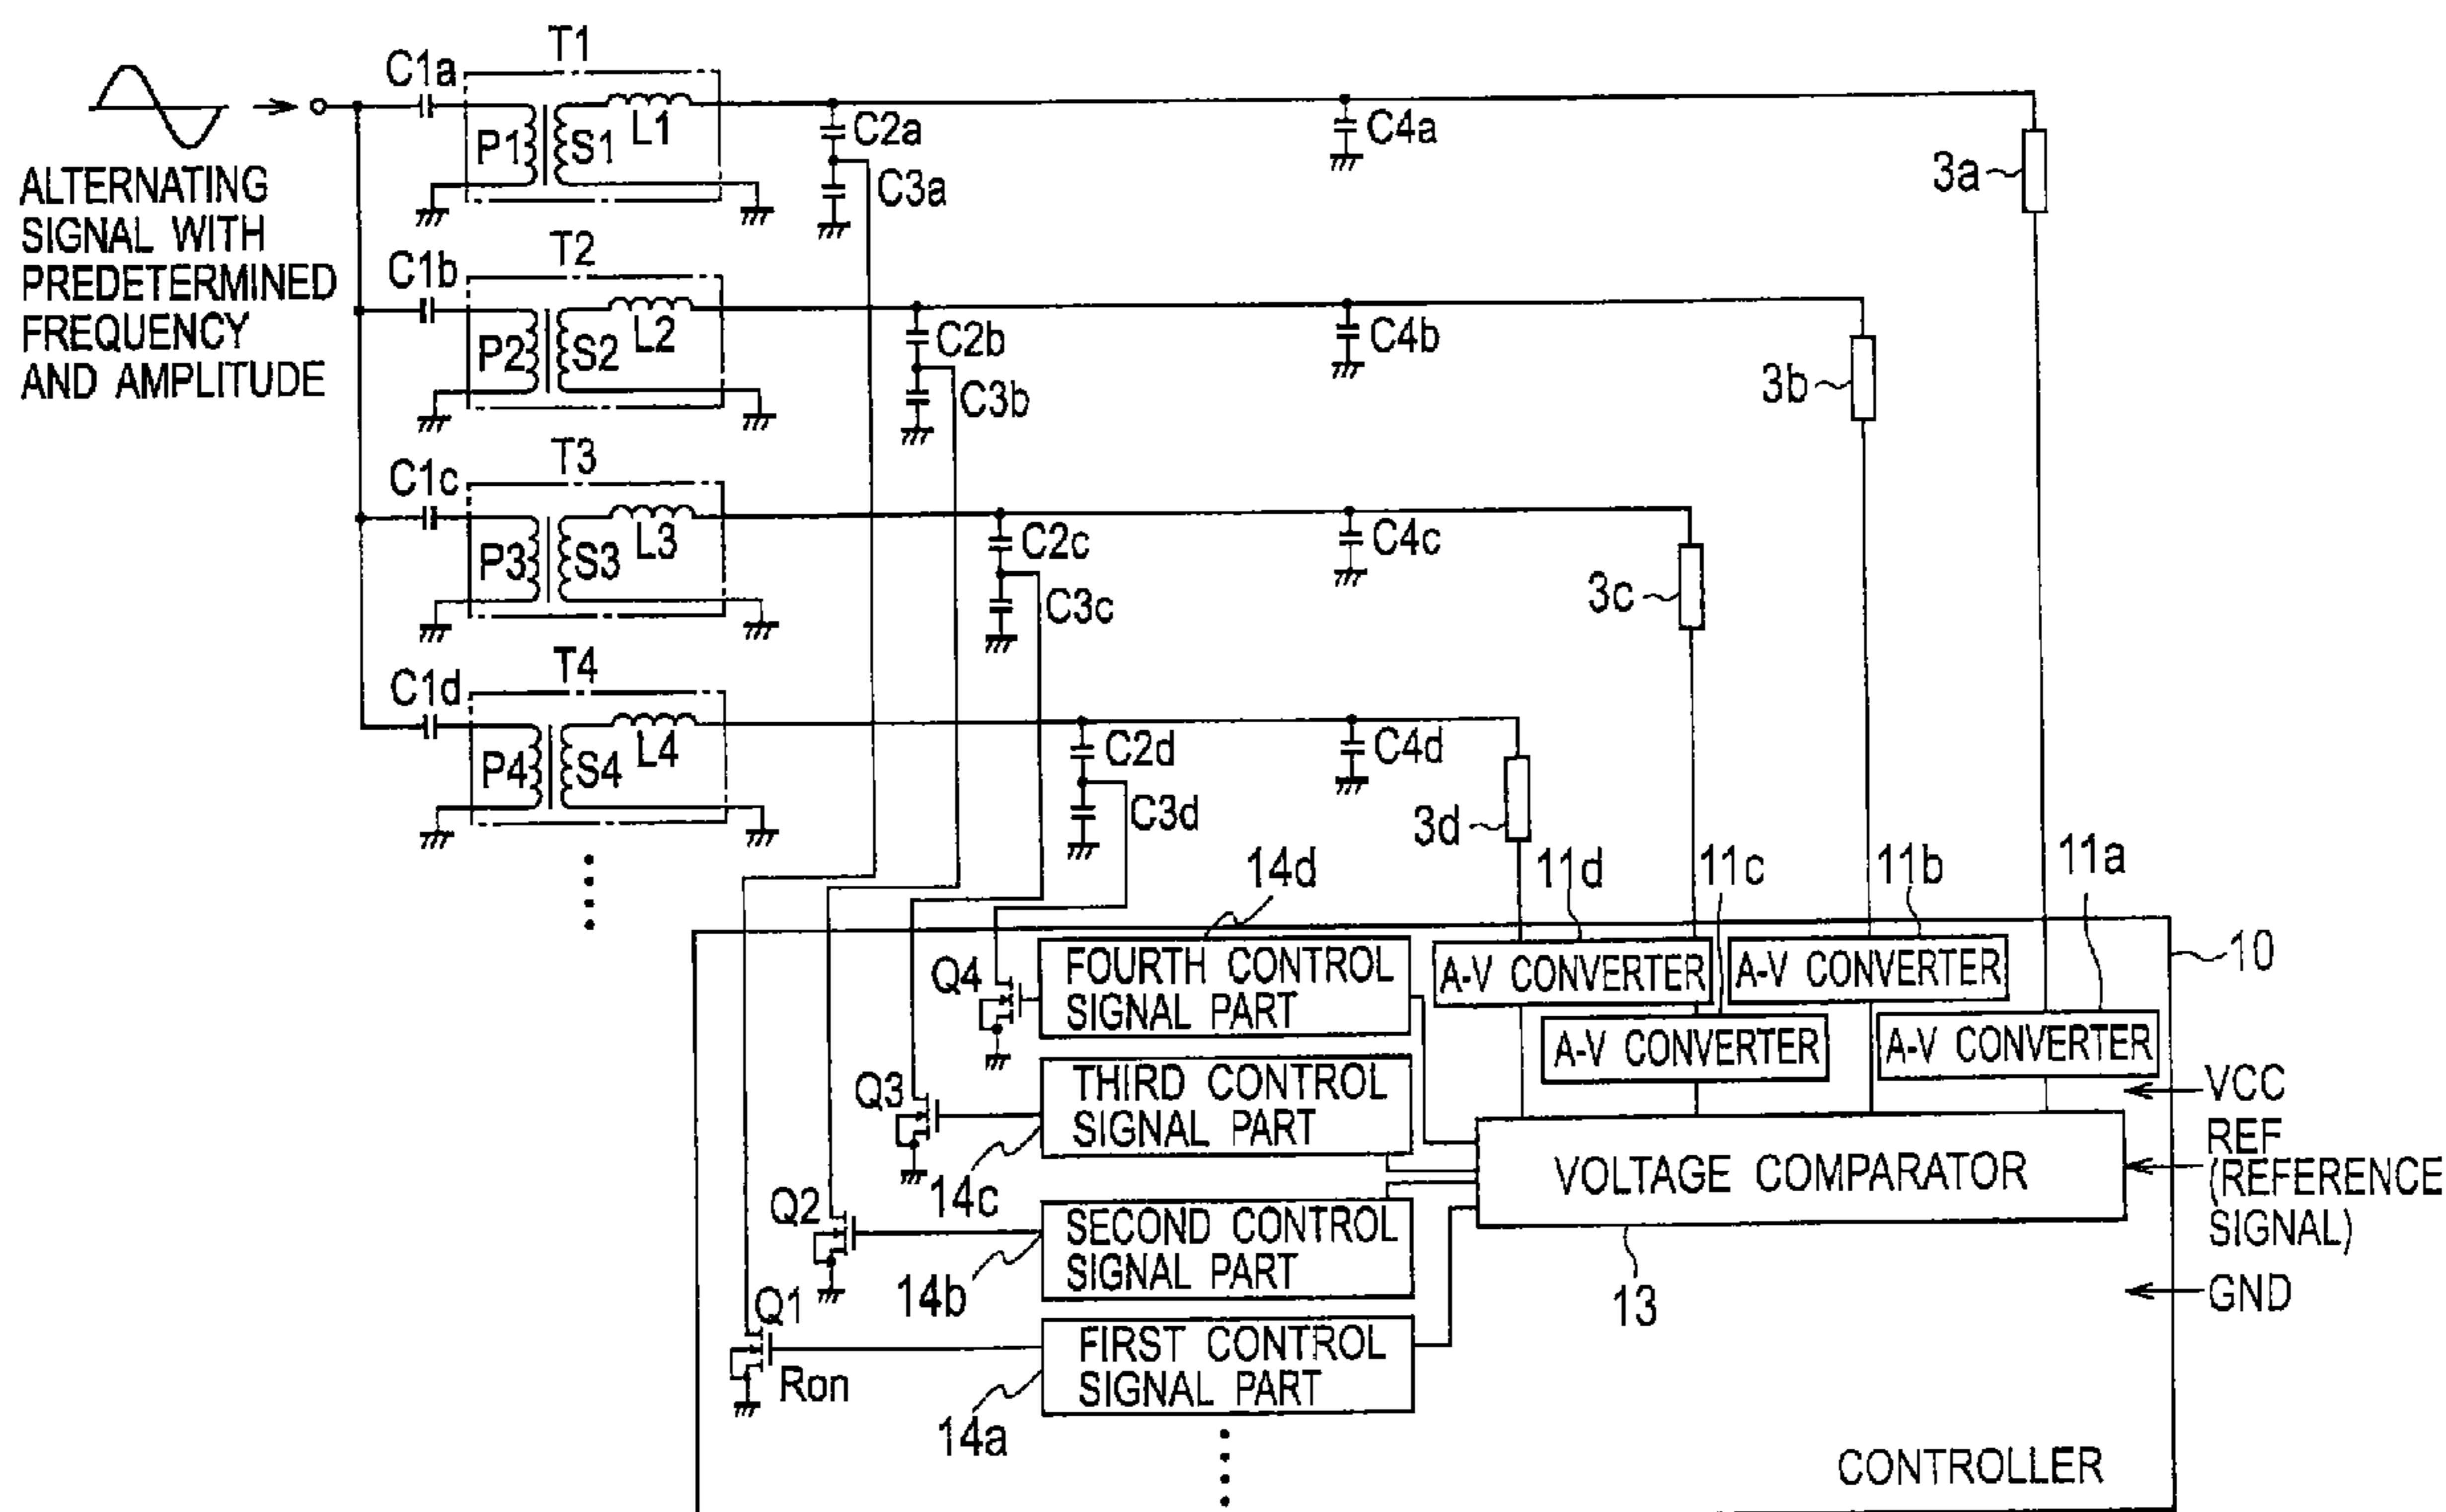 T1
C1a
P1
S1
L1
C2a
C3a
C4a
3a
ALTERNATING
SIGNAL WITH
PREDETERMINED
FREQUENCY
AND AMPLITUDE
T2
C1b
P2
S2
L2
C2b
C3b
C4b
3b
T3
C1c
P3
S3
L3
C2c
C3c
C4c
3c
T4
C1d
P4
S4
L4
C2d
C3d
C4d
3d
14d
11d
11c
11b
11a
10
Q4
FOURTH CONTROL
SIGNAL PART
A-V CONVERTER
A-V CONVERTER
A-V CONVERTER
A-V CONVERTER
Q3
THIRD CONTROL
SIGNAL PART
14c
VCC
REF
(REFERENCE
SIGNAL)
VOLTAGE COMPARATOR
13
Q2
SECOND CONTROL
SIGNAL PART
14b
GND
Q1
Ron
FIRST CONTROL
SIGNAL PART
14a
CONTROLLER